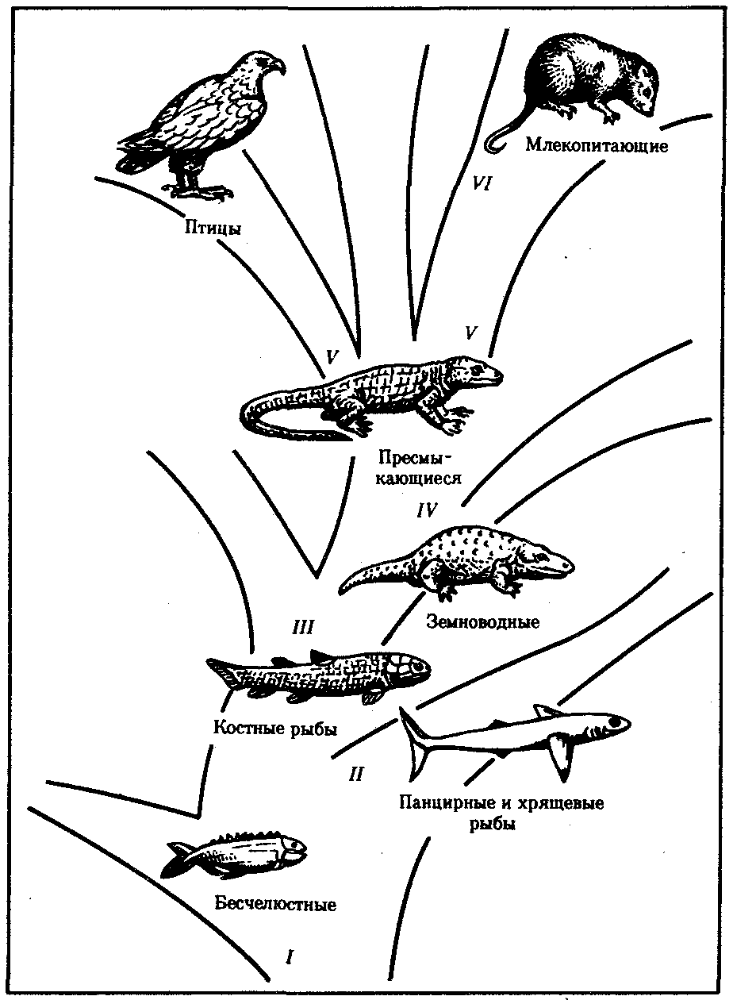 Млекопитающие
VI
Птицы
V
V
Пресмы-
кающиеся
IV
Земноводные
III
Костные рыбы
II
Панцирные и хрящевые
рыбы
Бесчелюстные
I